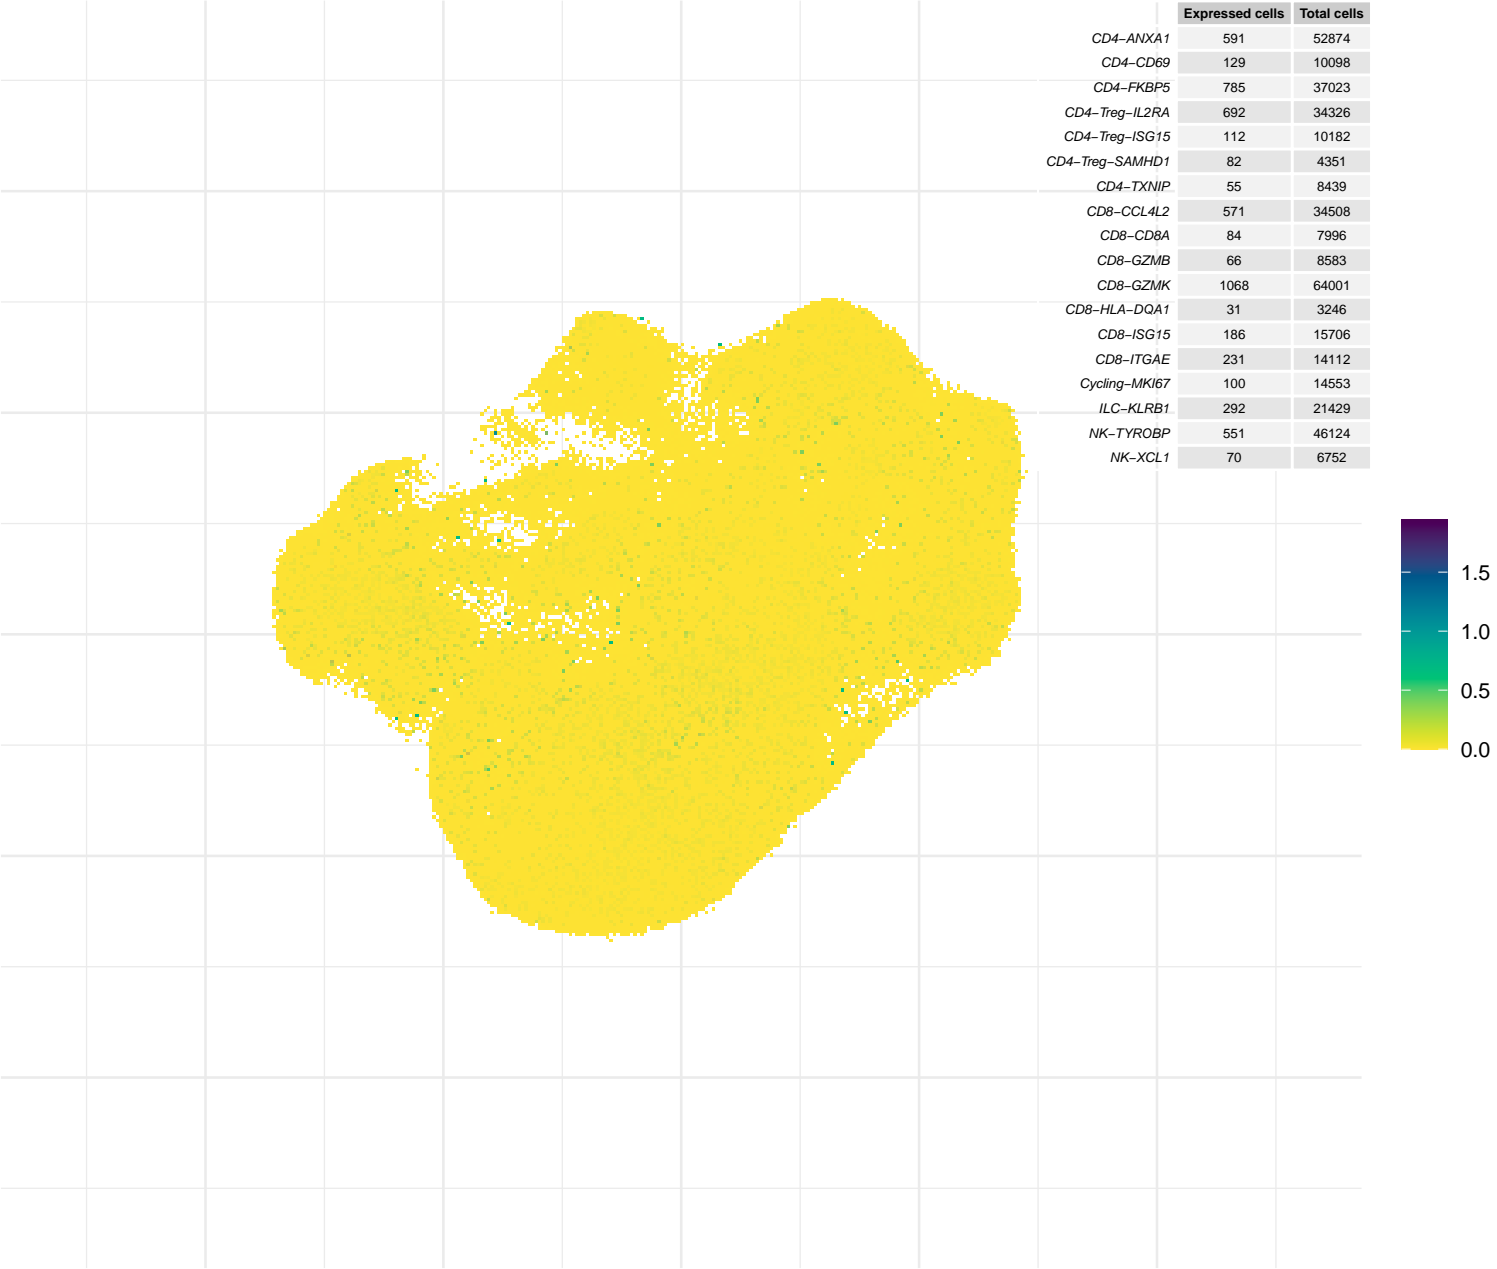 Expressed cells Total cells
CD4−ANXA1 591 52874
CD4−CD69 129 10098
CD4−FKBP5 785 37023
CD4−Treg−IL2RA 692 34326
CD4−Treg−ISG15 112 10182
CD4−Treg−SAMHD1 82 4351
CD4−TXNIP 55 8439
CD8−CCL4L2 571 34508
CD8−CD8A 84 7996
CD8−GZMB 66 8583
CD8−GZMK 1068 64001
CD8−HLA−DQA1 31 3246
CD8−ISG15 186 15706
CD8−ITGAE 231 14112
Cycling−MKI67 100 14553
ILC−KLRB1 292 21429
NK−TYROBP 551 46124
NK−XCL1 70 6752
1.5
1.0
0.5
0.0